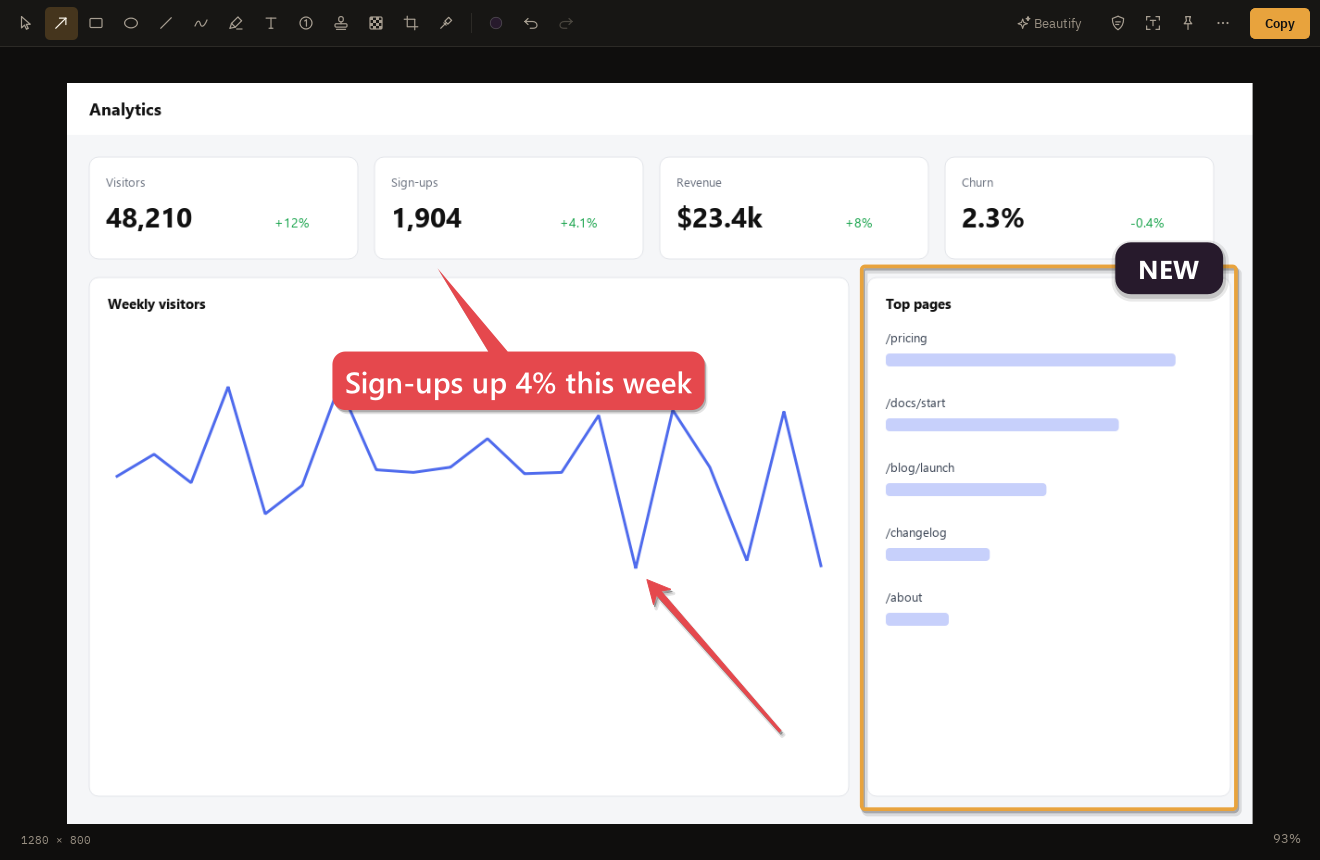 Beautify
Copy
Analytics
Visitors
48,210
+12%
Sign-ups
1,904
+4.1%
Revenue
$23.4k
+8%
Churn
2.3%
-0.4%
NEW
Weekly visitors
Sign-ups up 4% this week
Top pages
/pricing
/docs/start
/blog/launch
/changelog
/about
1280 × 800
93%